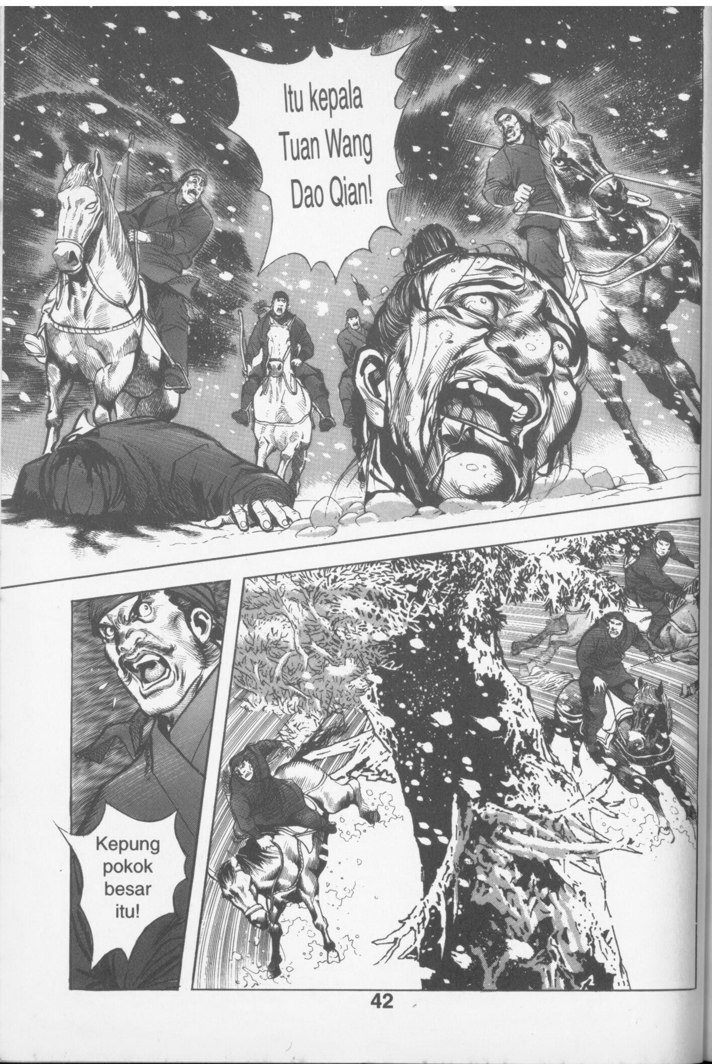 Itu kepala
Tuan Wang
Dao Qian!
Kepung
pokok
besar
itu!
42